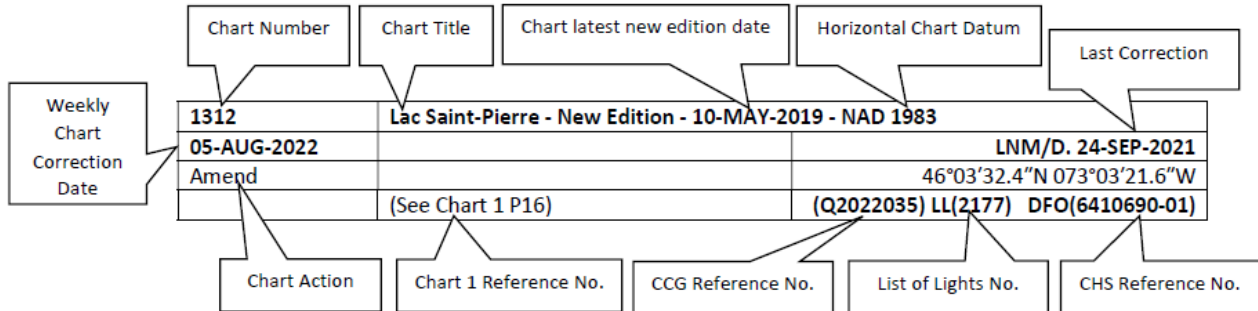 Chart Number
Chart Title
Chart latest new edition date
Horizontal Chart Datum
Last Correction
Weekly
Chart
Correction
Date
1312 Lac Saint-Pierre - New Edition - 10-MAY-2019 - NAD 1983
05-AUG-2022 LNM/D. 24-SEP-2021
Amend 46°03'32.4"N 073°03'21.6"W
(See Chart 1 P16) (Q2022035) LL(2177) DFO(6410690-01)
Chart Action
Chart 1 Reference No.
CCG Reference No.
List of Lights No.
CHS Reference No.